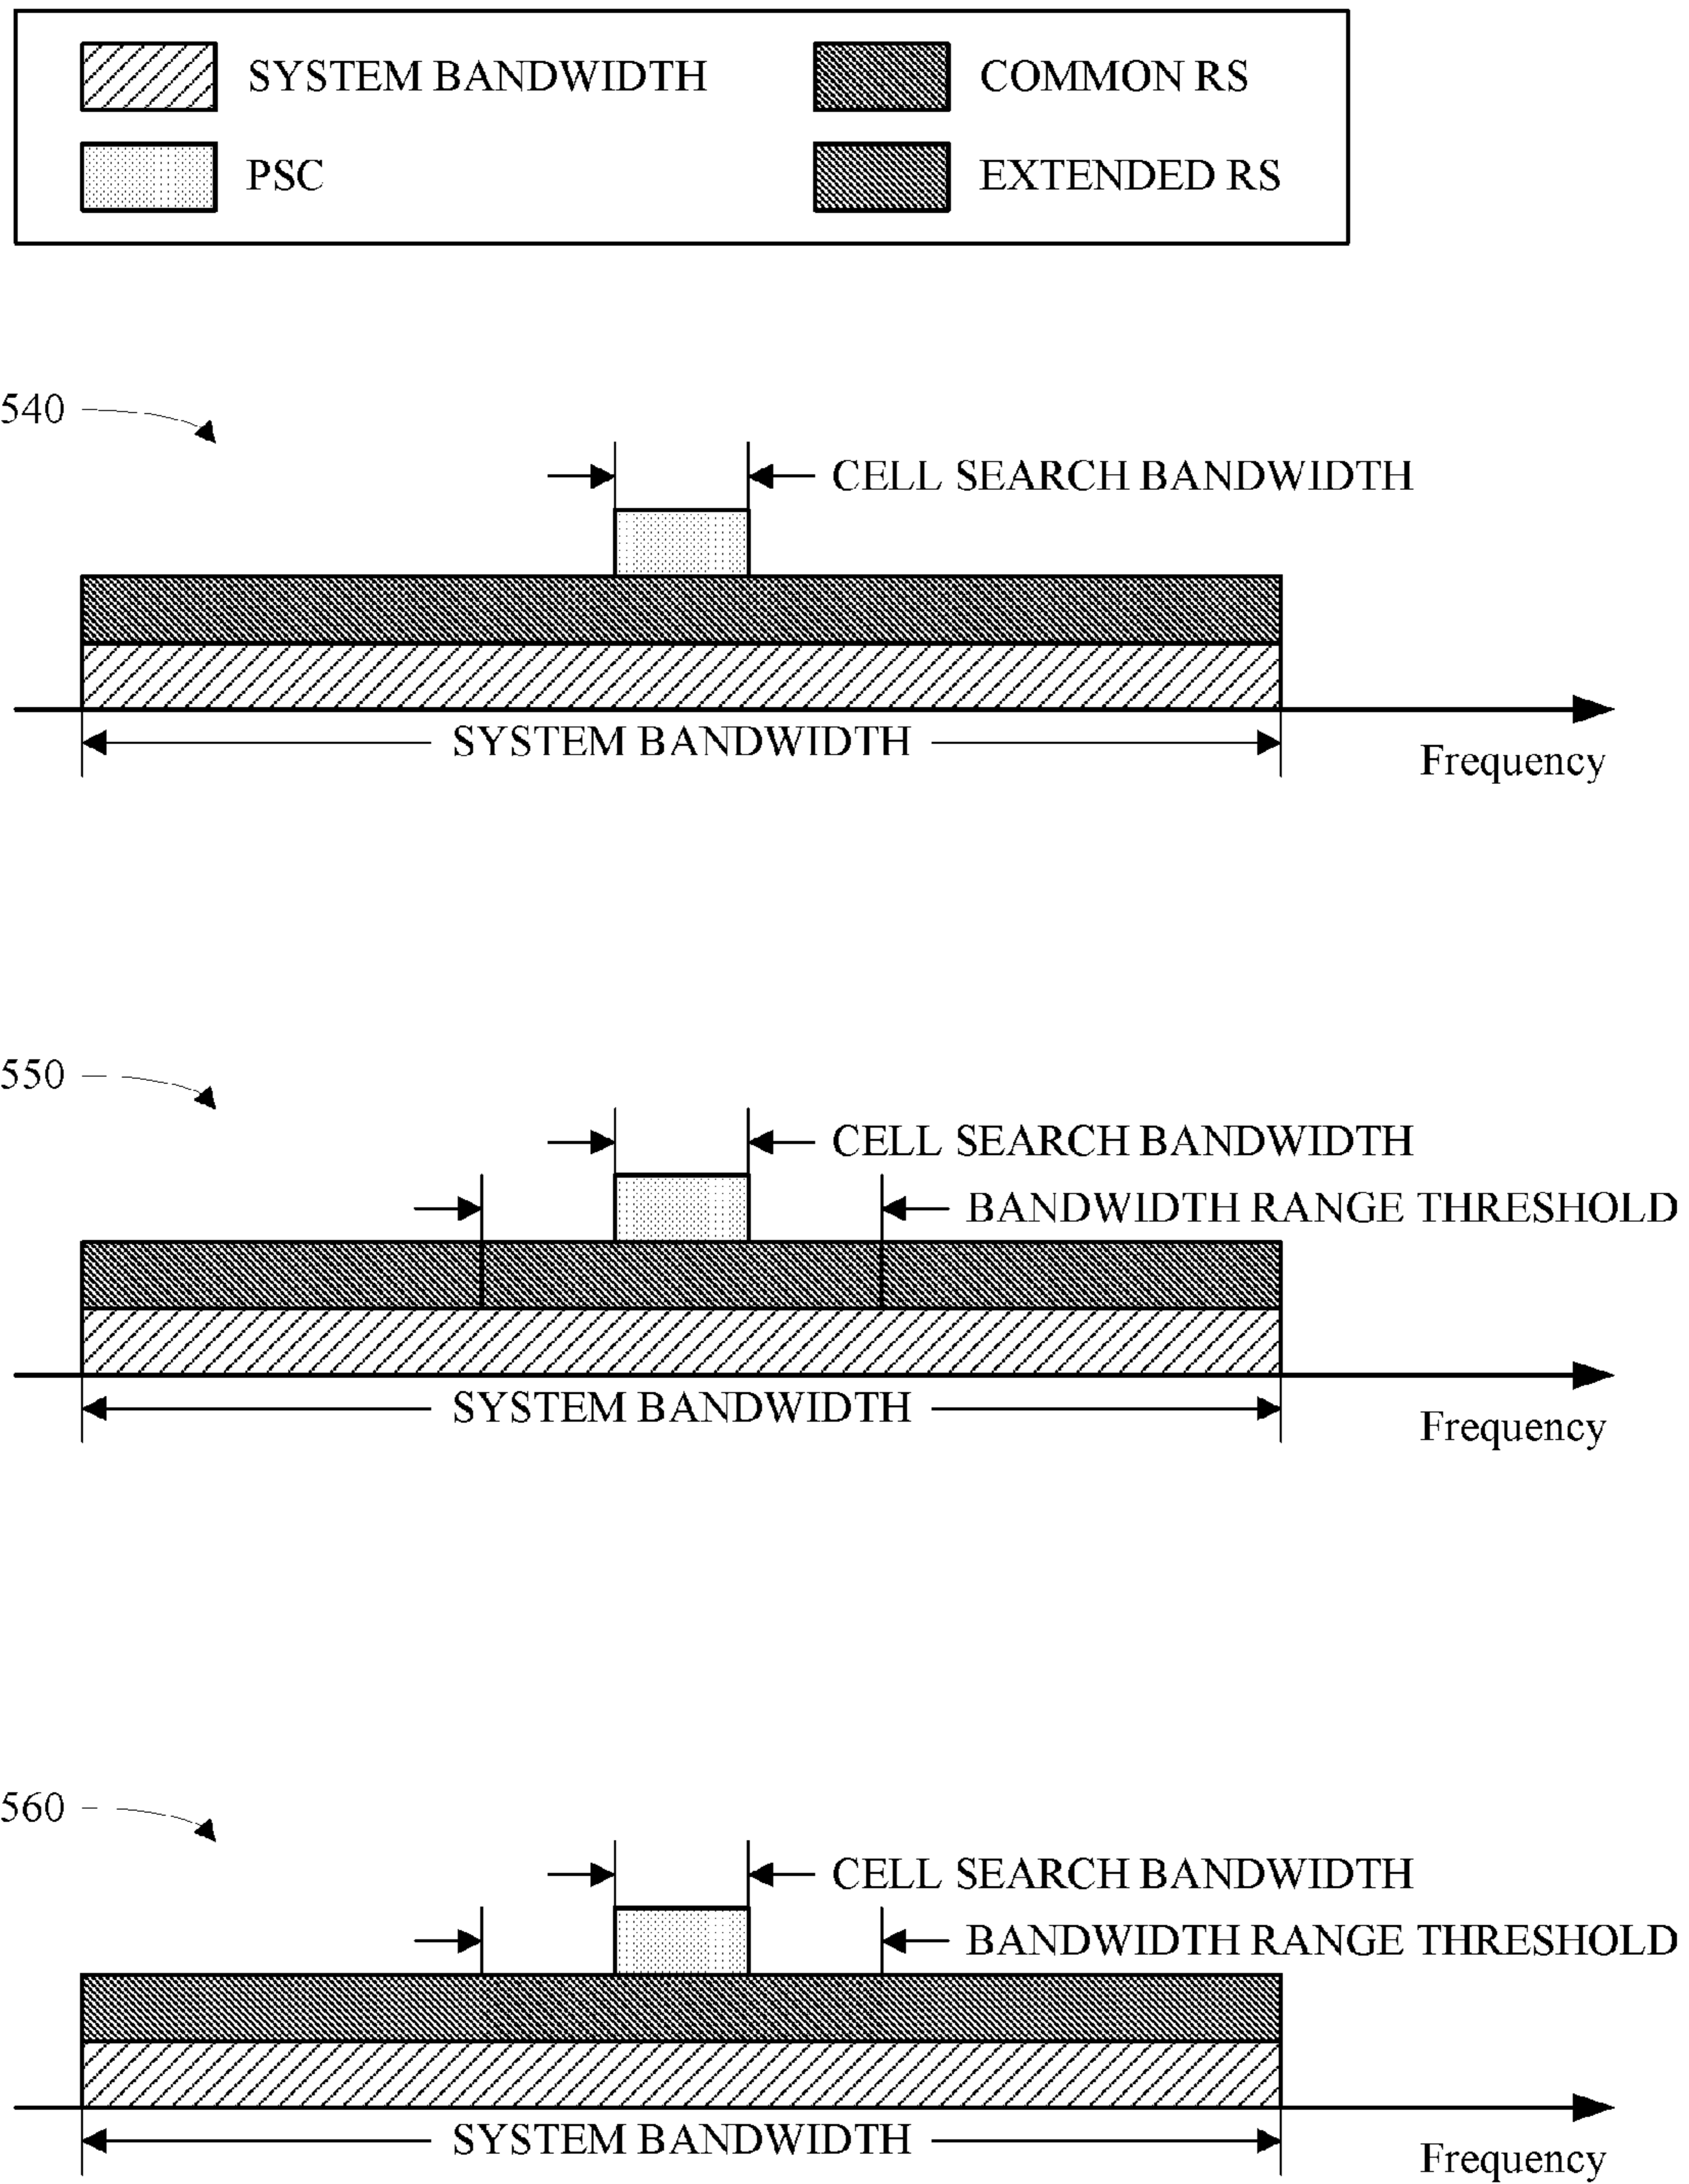 SYSTEM BANDWIDTH
COMMON RS
PSC
EXTENDED RS
540
CELL SEARCH BANDWIDTH
SYSTEM BANDWIDTH
Frequency
550
CELL SEARCH BANDWIDTH
BANDWIDTH RANGE THRESHOLD
SYSTEM BANDWIDTH
Frequency
560
CELL SEARCH BANDWIDTH
BANDWIDTH RANGE THRESHOLD
SYSTEM BANDWIDTH
Frequency